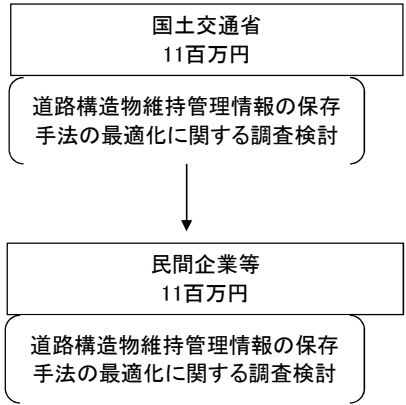 国土交通省
11百万円
道路構造物維持管理情報の保存
手法の最適化に関する調査検討
民間企業等
11百万円
道路構造物維持管理情報の保存
手法の最適化に関する調査検討